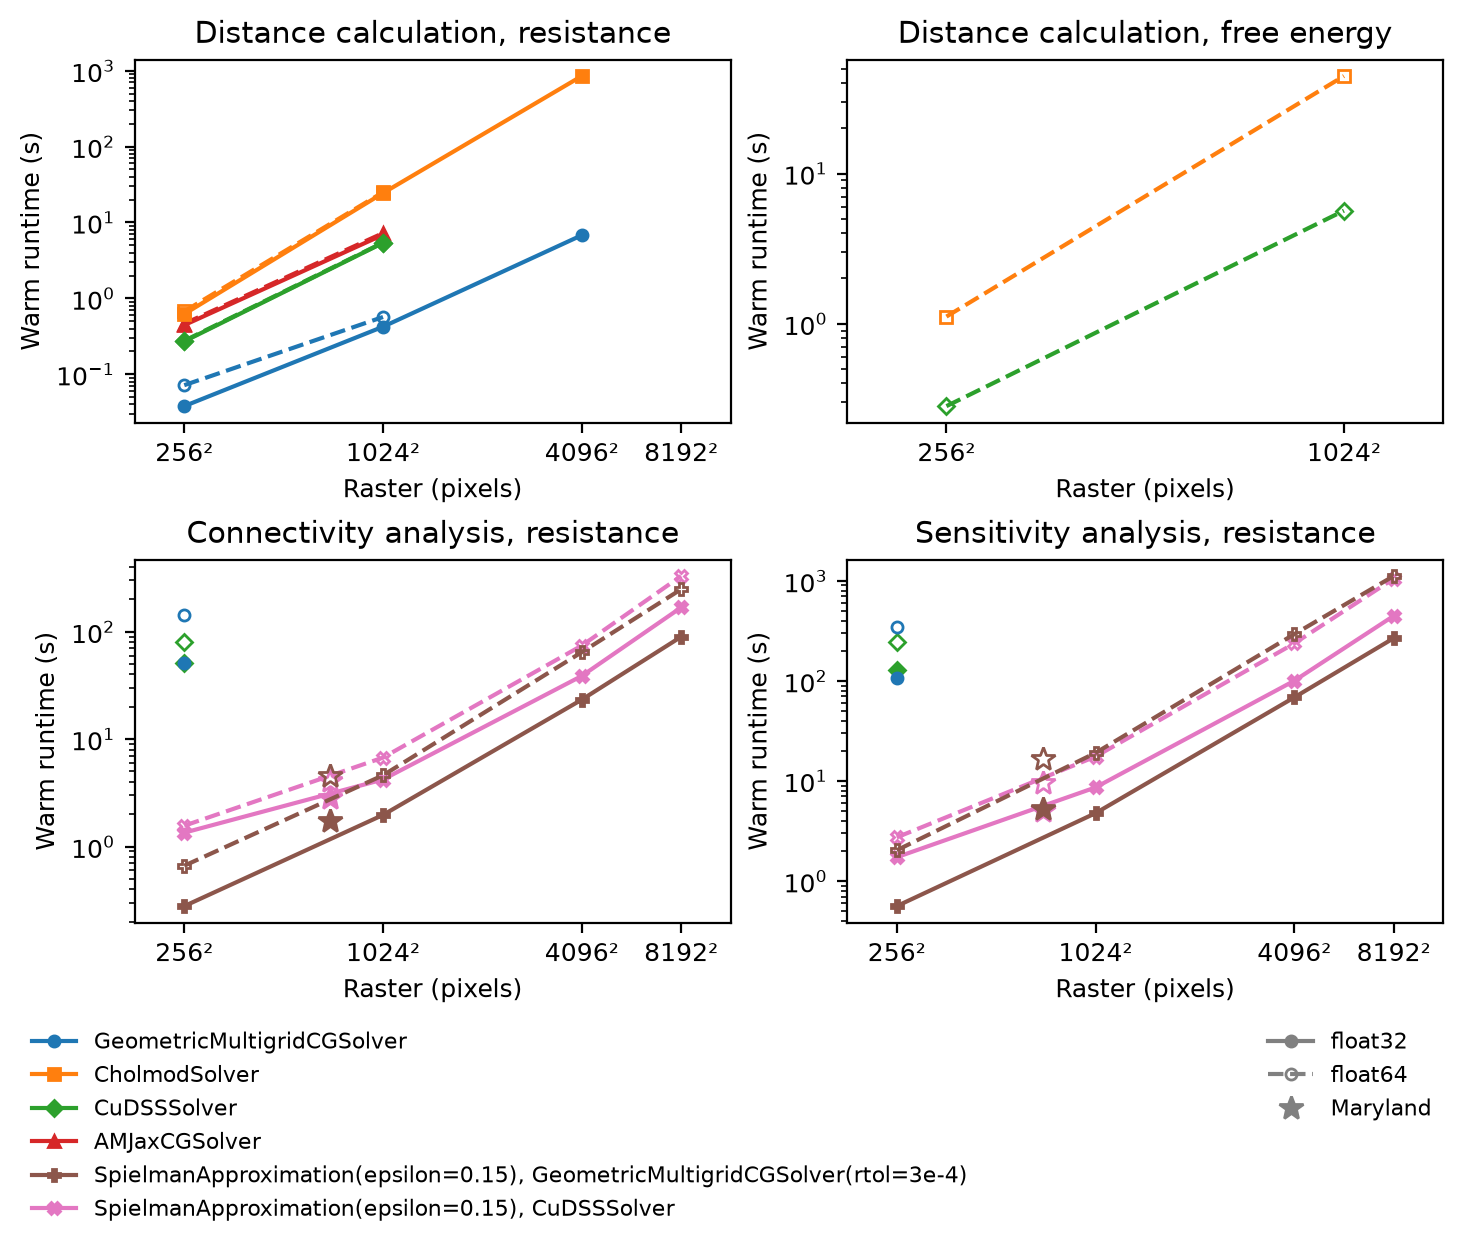 Distance calculation, resistance
Warm runtime (s)
10³
10²
10¹
10⁰
10⁻¹
256² 1024² 4096² 8192²
Raster (pixels)
Distance calculation, free energy
Warm runtime (s)
10¹
10⁰
256² 1024²
Raster (pixels)
Connectivity analysis, resistance
Warm runtime (s)
10²
10¹
10⁰
256² 1024² 4096² 8192²
Raster (pixels)
Sensitivity analysis, resistance
Warm runtime (s)
10³
10²
10¹
10⁰
256² 1024² 4096² 8192²
Raster (pixels)
GeometricMultigridCGSolver
CholmodSolver
CuDSSSolver
AMJaxCGSolver
SpielmanApproximation(epsilon=0.15), GeometricMultigridCGSolver(rtol=3e-4)
SpielmanApproximation(epsilon=0.15), CuDSSSolver
float32
float64
Maryland